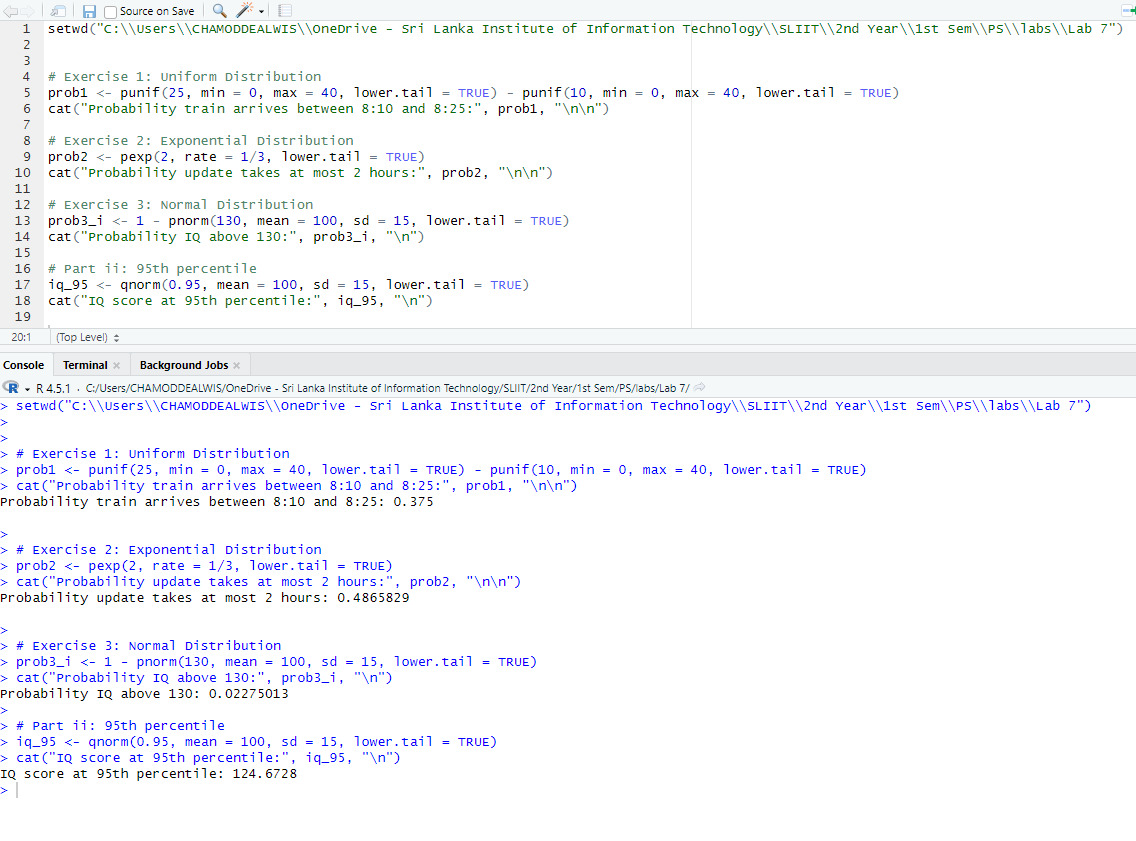 Source on Save
1 setwd("C:\\Users\\CHAMODDEALWIS\\OneDrive - Sri Lanka Institute of Information Technology\\SLIIT\\2nd Year\\1st Sem\\PS\\labs\\Lab 7")
2
3
4 # Exercise 1: Uniform Distribution
5 prob1 <- punif(25, min = 0, max = 40, lower.tail = TRUE) - punif(10, min = 0, max = 40, lower.tail = TRUE)
6 cat("Probability train arrives between 8:10 and 8:25:", prob1, "\n\n")
7
8 # Exercise 2: Exponential Distribution
9 prob2 <- pexp(2, rate = 1/3, lower.tail = TRUE)
10 cat("Probability update takes at most 2 hours:", prob2, "\n\n")
11
12 # Exercise 3: Normal Distribution
13 prob3_i <- 1 - pnorm(130, mean = 100, sd = 15, lower.tail = TRUE)
14 cat("Probability IQ above 130:", prob3_i, "\n")
15
16 # Part ii: 95th percentile
17 iq_95 <- qnorm(0.95, mean = 100, sd = 15, lower.tail = TRUE)
18 cat("IQ score at 95th percentile:", iq_95, "\n")
19
20:1 (Top Level)
Console Terminal Background Jobs
R 4.5.1 · C:/Users/CHAMODDEALWIS/OneDrive - Sri Lanka Institute of Information Technology/SLIIT/2nd Year/1st Sem/PS/labs/Lab 7/
> setwd("C:\\Users\\CHAMODDEALWIS\\OneDrive - Sri Lanka Institute of Information Technology\\SLIIT\\2nd Year\\1st Sem\\PS\\labs\\Lab 7")
>
>
> # Exercise 1: Uniform Distribution
> prob1 <- punif(25, min = 0, max = 40, lower.tail = TRUE) - punif(10, min = 0, max = 40, lower.tail = TRUE)
> cat("Probability train arrives between 8:10 and 8:25:", prob1, "\n\n")
Probability train arrives between 8:10 and 8:25: 0.375
>
> # Exercise 2: Exponential Distribution
> prob2 <- pexp(2, rate = 1/3, lower.tail = TRUE)
> cat("Probability update takes at most 2 hours:", prob2, "\n\n")
Probability update takes at most 2 hours: 0.4865829
>
> # Exercise 3: Normal Distribution
> prob3_i <- 1 - pnorm(130, mean = 100, sd = 15, lower.tail = TRUE)
> cat("Probability IQ above 130:", prob3_i, "\n")
Probability IQ above 130: 0.02275013
>
> # Part ii: 95th percentile
> iq_95 <- qnorm(0.95, mean = 100, sd = 15, lower.tail = TRUE)
> cat("IQ score at 95th percentile:", iq_95, "\n")
IQ score at 95th percentile: 124.6728
>